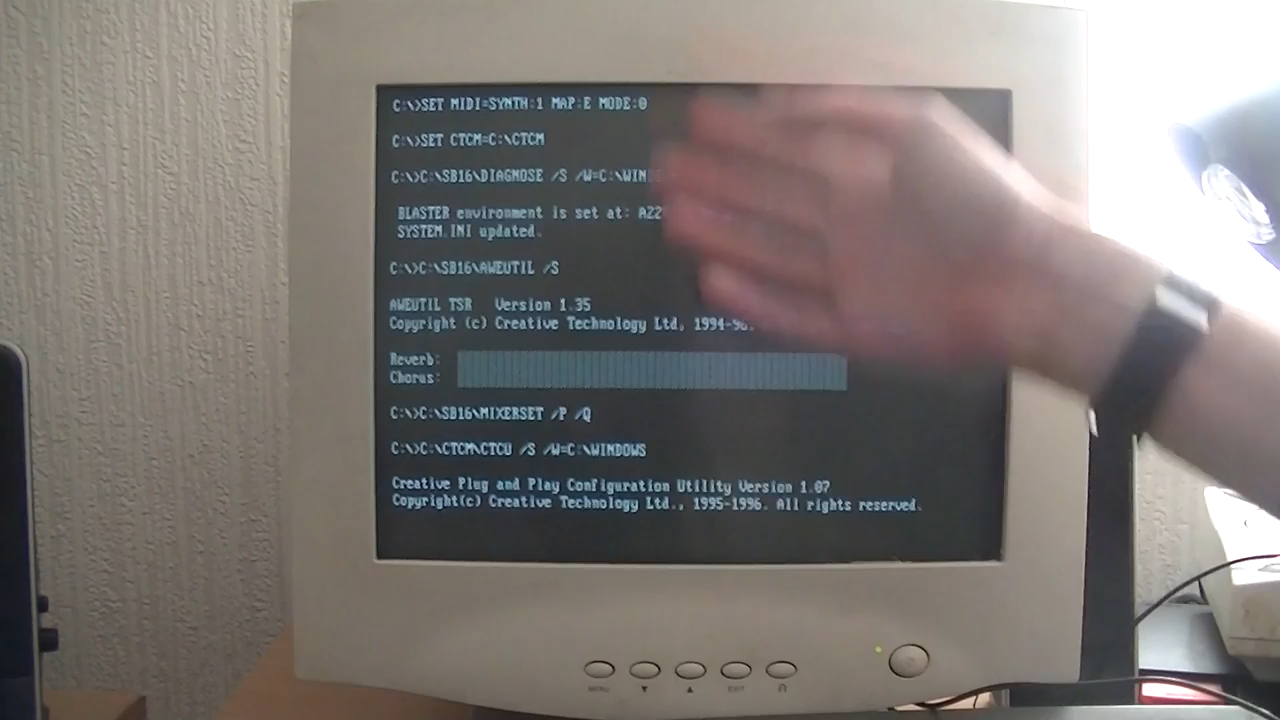 C:\>SET MIDI=SYNTH:1 MAP:E MODE:0
C:\>SET CTCM=C:\CTCM
C:\>C:\SB16\DIAGNOSE /S /W=C:\WIN
BLASTER environment is set at: A22
SYSTEM.INI updated.
C:\>C:\SB16\AWEUTIL /S
AWEUTIL TSR Version 1.35
Copyright (c) Creative Technology Ltd, 1994-96.
Reverb:
Chorus:
C:\>C:\SB16\MIXERSET /P /Q
C:\>C:\CTCM\CTCU /S /W=C:\WINDOWS
Creative Plug and Play Configuration Utility Version 1.07
Copyright(c) Creative Technology Ltd., 1995-1996. All rights reserved.
MENU ▼ ▲ EXIT